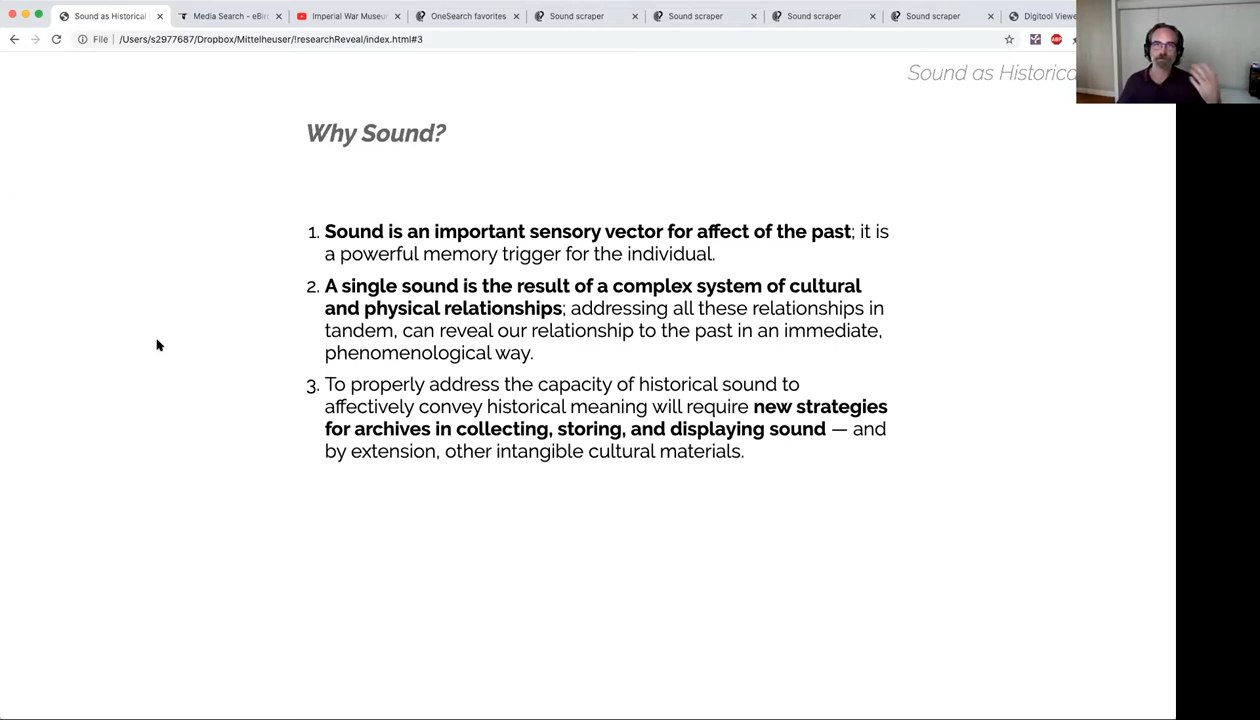 Sound as Historical
Media Search - eBi
Imperial War Museu
OneSearch favorites
Sound scraper
Sound scraper
Sound scraper
Sound scraper
Digitool Viewe
File
/Users/s2977687/Dropbox/Mittelheuser/!researchReveal/index.html#3
ABP
Sound as Historica
Why Sound?
1. Sound is an important sensory vector for affect of the past; it is
a powerful memory trigger for the individual.
2. A single sound is the result of a complex system of cultural
and physical relationships; addressing all these relationships in
tandem, can reveal our relationship to the past in an immediate,
phenomenological way.
3. To properly address the capacity of historical sound to
affectively convey historical meaning will require new strategies
for archives in collecting, storing, and displaying sound — and
by extension, other intangible cultural materials.